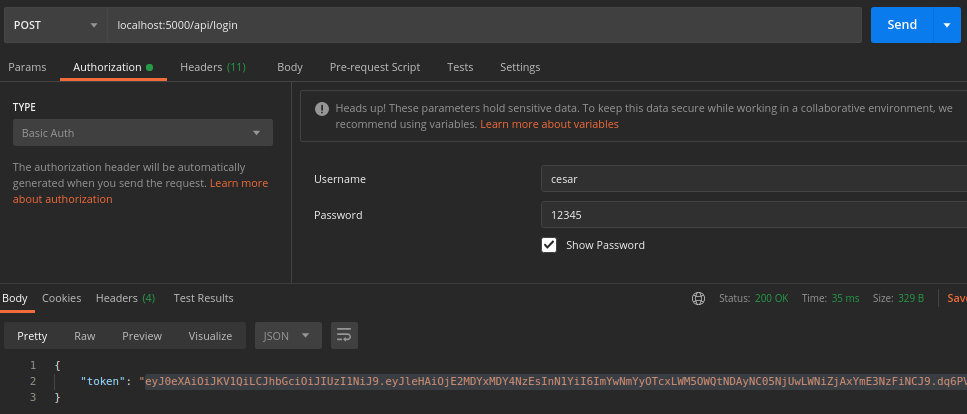 POST localhost:5000/api/login Send
Params Authorization Headers (11) Body Pre-request Script Tests Settings
TYPE
Basic Auth
The authorization header will be automatically
generated when you send the request. Learn more
about authorization
Heads up! These parameters hold sensitive data. To keep this data secure while working in a collaborative environment, we
recommend using variables. Learn more about variables
Username cesar
Password 12345
Show Password
Body Cookies Headers (4) Test Results Status: 200 OK Time: 35 ms Size: 329 B Save
Pretty Raw Preview Visualize JSON
1 {
2 "token": "eyJ0eXAiOiJKV1QiLCJhbGciOiJIUzI1NiJ9.eyJleHAiOjE2MDYxMDY4NzEsInN1YiI6ImYwNmYyOTcxLWM5OWQtNDAyNC05NjUwLWNiZjAxYmE3NzFiNCJ9.dq6PV
3 }